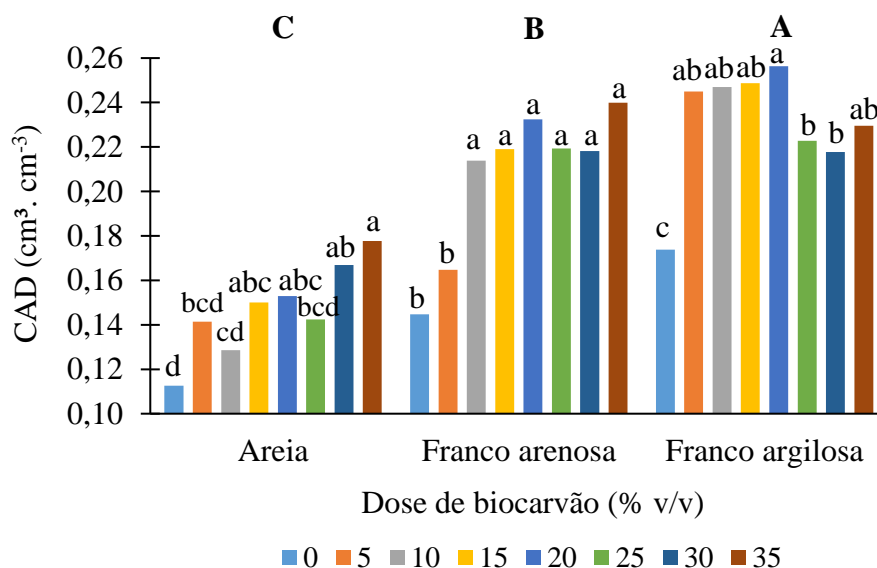 C B A
0,26
0,24
0,22
0,20
0,18
0,16
0,14
0,12
0,10
CAD (cm³. cm⁻³)
d bcd cd abc abc bcd ab a
b b a a a a a a
c ab ab ab a b b ab
Areia Franco arenosa Franco argilosa
Dose de biocarvão (% v/v)
0 5 10 15 20 25 30 35